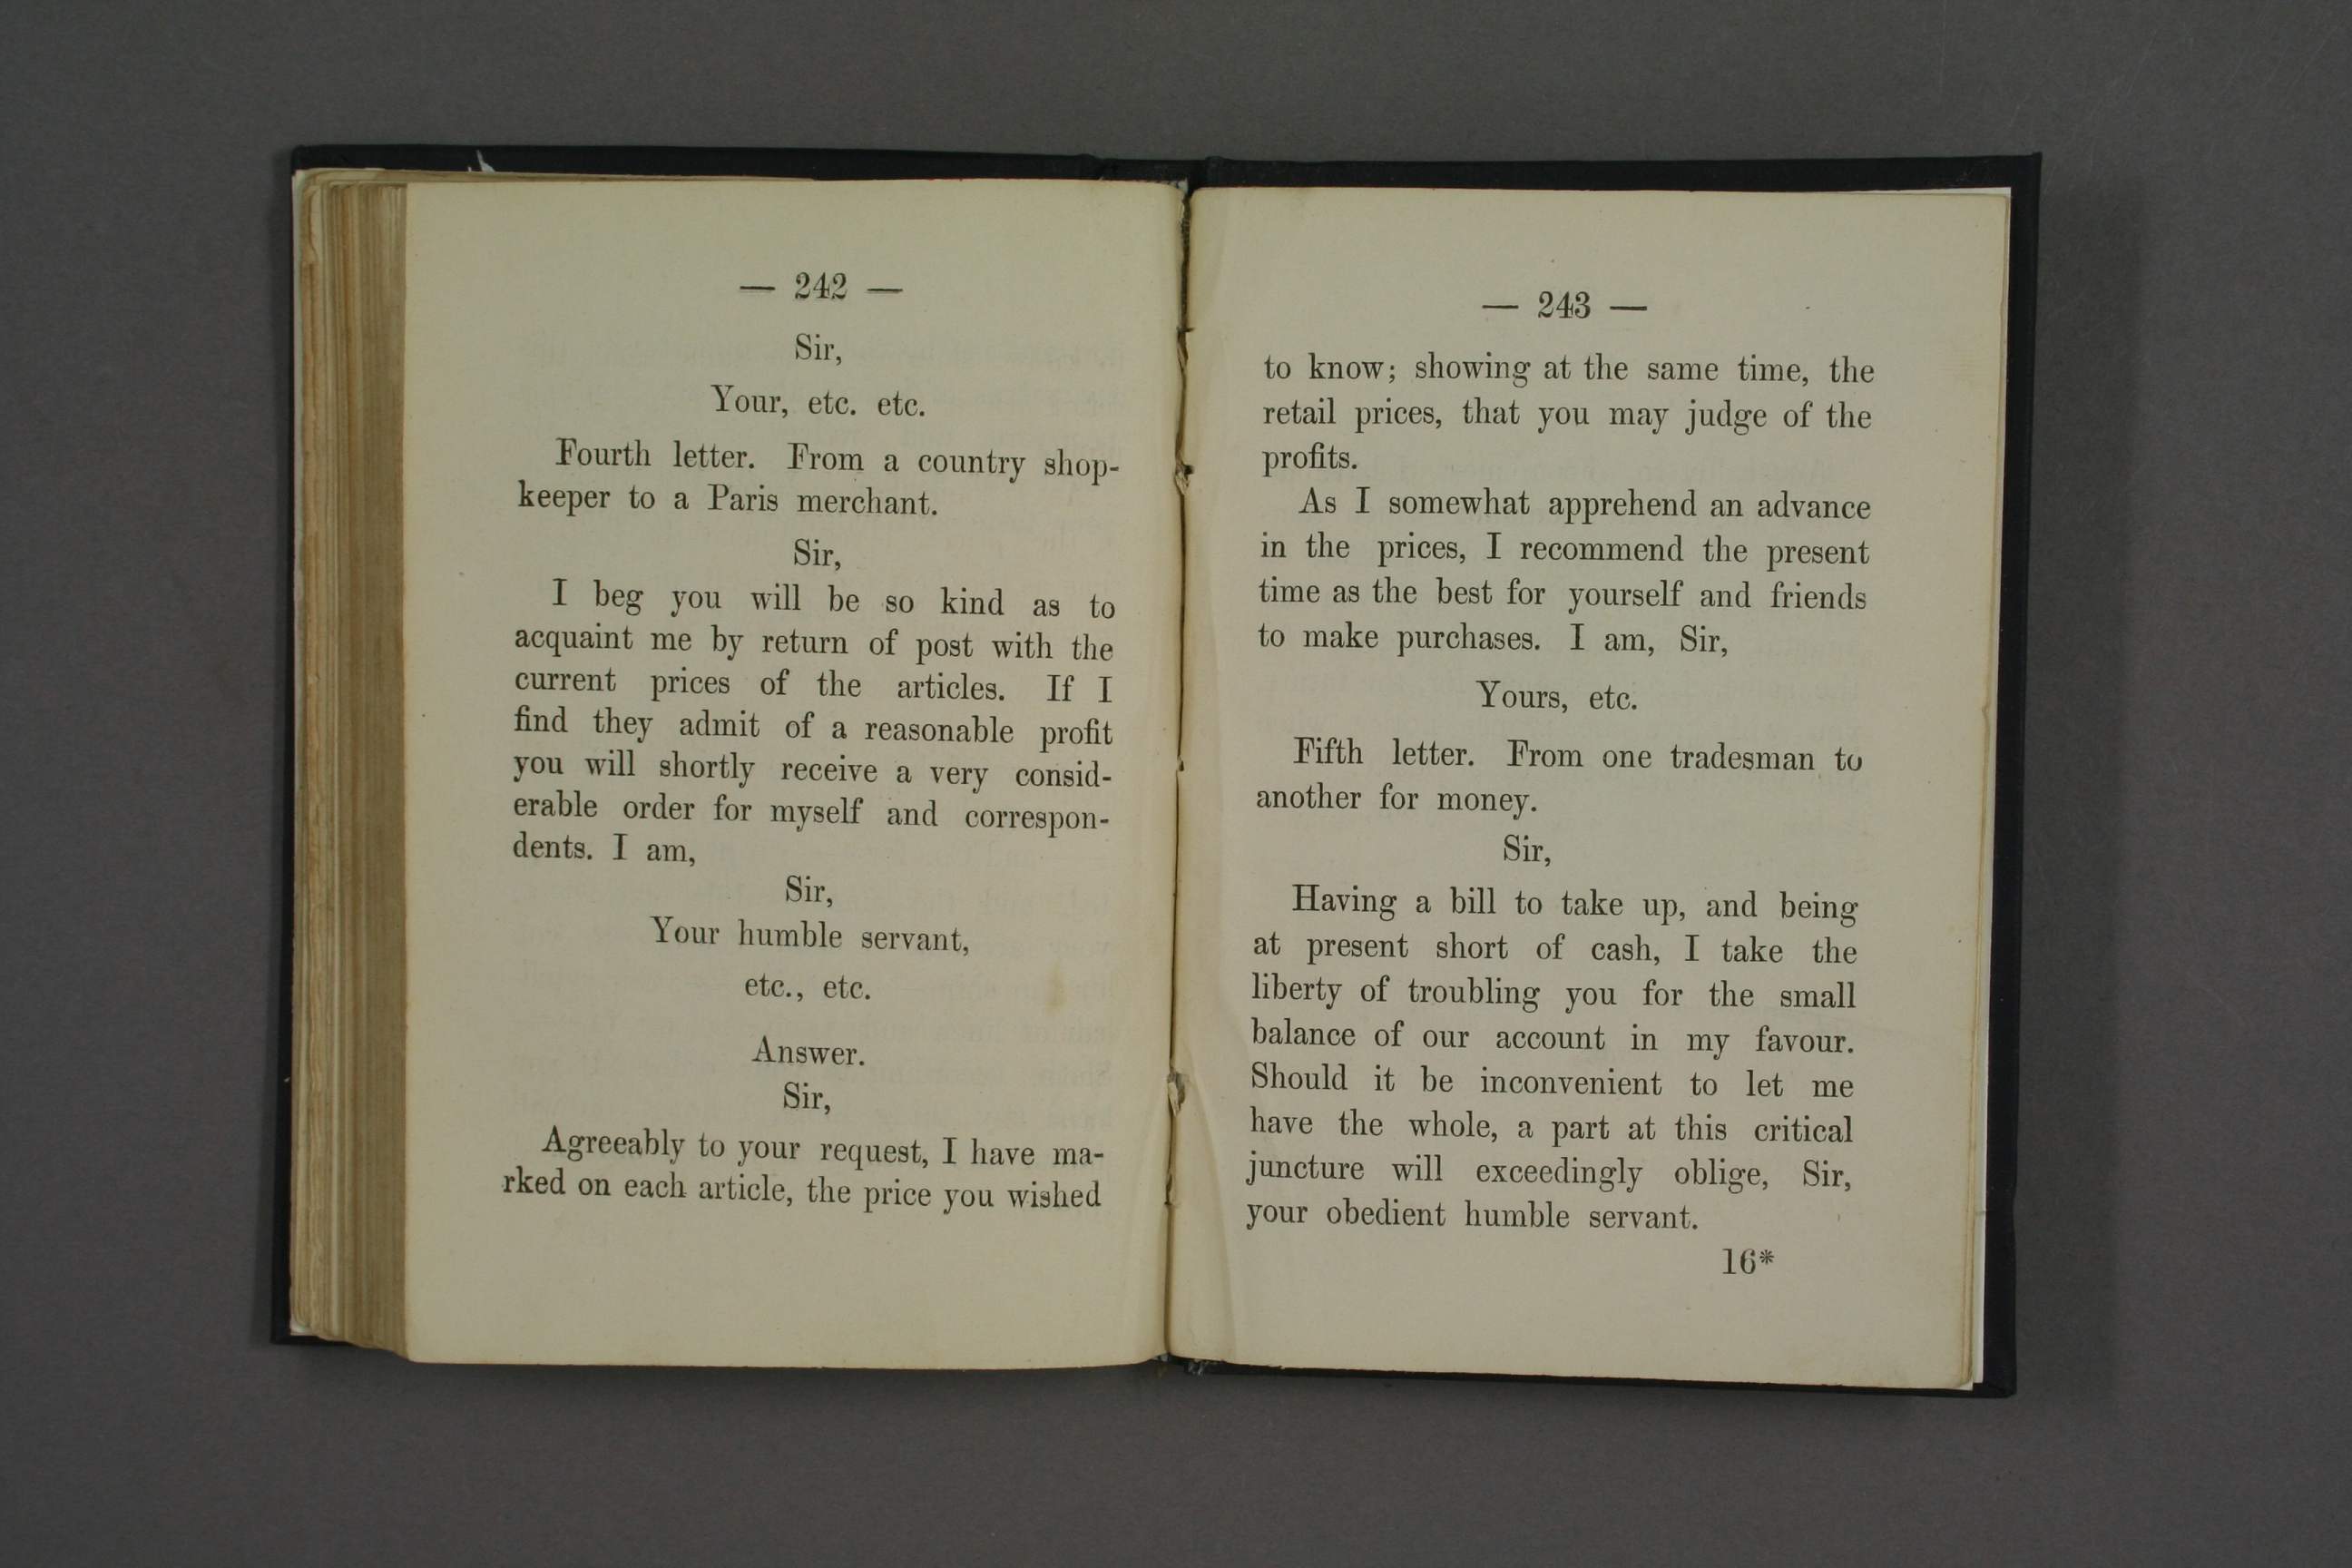 — 242 —
Sir,
Your, etc. etc.
Fourth letter. From a country shop-
keeper to a Paris merchant.
Sir,
I beg you will be so kind as to
acquaint me by return of post with the
current prices of the articles. If I
find they admit of a reasonable profit
you will shortly receive a very consid-
erable order for myself and correspon-
dents. I am,
Sir,
Your humble servant,
etc., etc.
Answer.
Sir,
Agreeably to your request, I have ma-
rked on each article, the price you wished
— 243 —
to know; showing at the same time, the
retail prices, that you may judge of the
profits.
As I somewhat apprehend an advance
in the prices, I recommend the present
time as the best for yourself and friends
to make purchases. I am, Sir,
Yours, etc.
Fifth letter. From one tradesman to
another for money.
Sir,
Having a bill to take up, and being
at present short of cash, I take the
liberty of troubling you for the small
balance of our account in my favour.
Should it be inconvenient to let me
have the whole, a part at this critical
juncture will exceedingly oblige, Sir,
your obedient humble servant.
16*